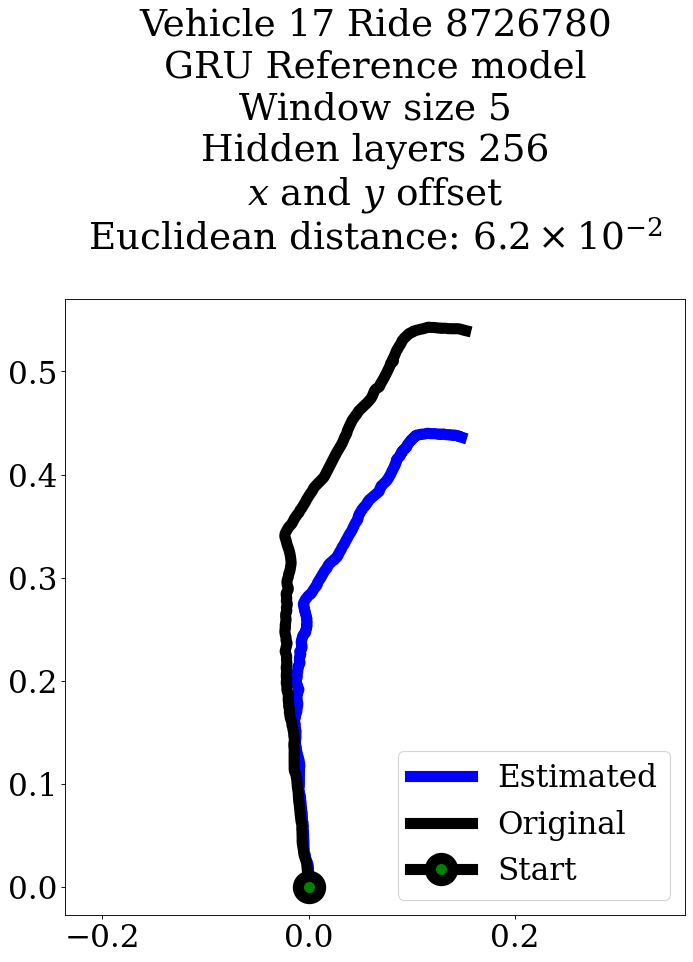 Vehicle 17 Ride 8726780
GRU Reference model
Window size 5
Hidden layers 256
x and y offset
Euclidean distance: 6.2 × 10⁻²
0.5
0.4
0.3
0.2
0.1
0.0
Estimated
Original
Start
−0.2 0.0 0.2